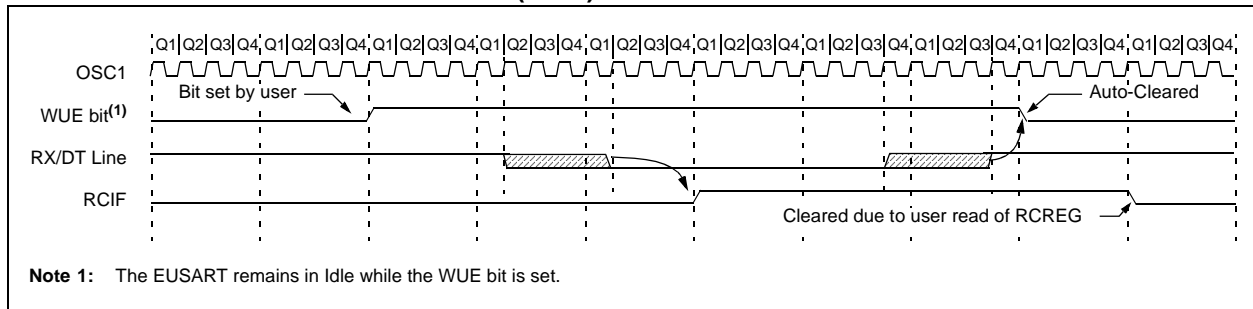 Q1 Q2 Q3 Q4 Q1 Q2 Q3 Q4 Q1 Q2 Q3 Q4 Q1 Q2 Q3 Q4 Q1 Q2 Q3 Q4 Q1 Q2 Q3 Q4 Q1 Q2 Q3 Q4 Q1 Q2 Q3 Q4 Q1 Q2 Q3 Q4 Q1 Q2 Q3 Q4
OSC1
Bit set by user
Auto-Cleared
WUE bit(1)
RX/DT Line
RCIF
Cleared due to user read of RCREG
Note 1: The EUSART remains in Idle while the WUE bit is set.